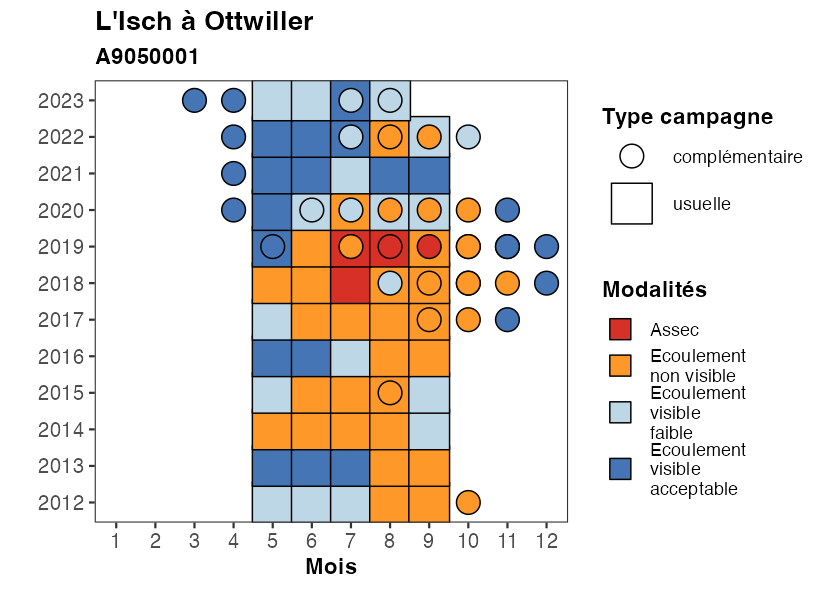 L'Isch à Ottwiller
A9050001
2023
2022
2021
2020
2019
2018
2017
2016
2015
2014
2013
2012
1 2 3 4 5 6 7 8 9 10 11 12
Mois
Type campagne
complémentaire
usuelle
Modalités
Assec
Ecoulement
non visible
Ecoulement
visible
faible
Ecoulement
visible
acceptable